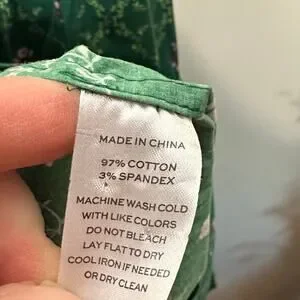 MADE IN CHINA
97% COTTON
3% SPANDEX
MACHINE WASH COLD
WITH LIKE COLORS
DO NOT BLEACH
LAY FLAT TO DRY
COOL IRON IF NEEDED
OR DRY CLEAN